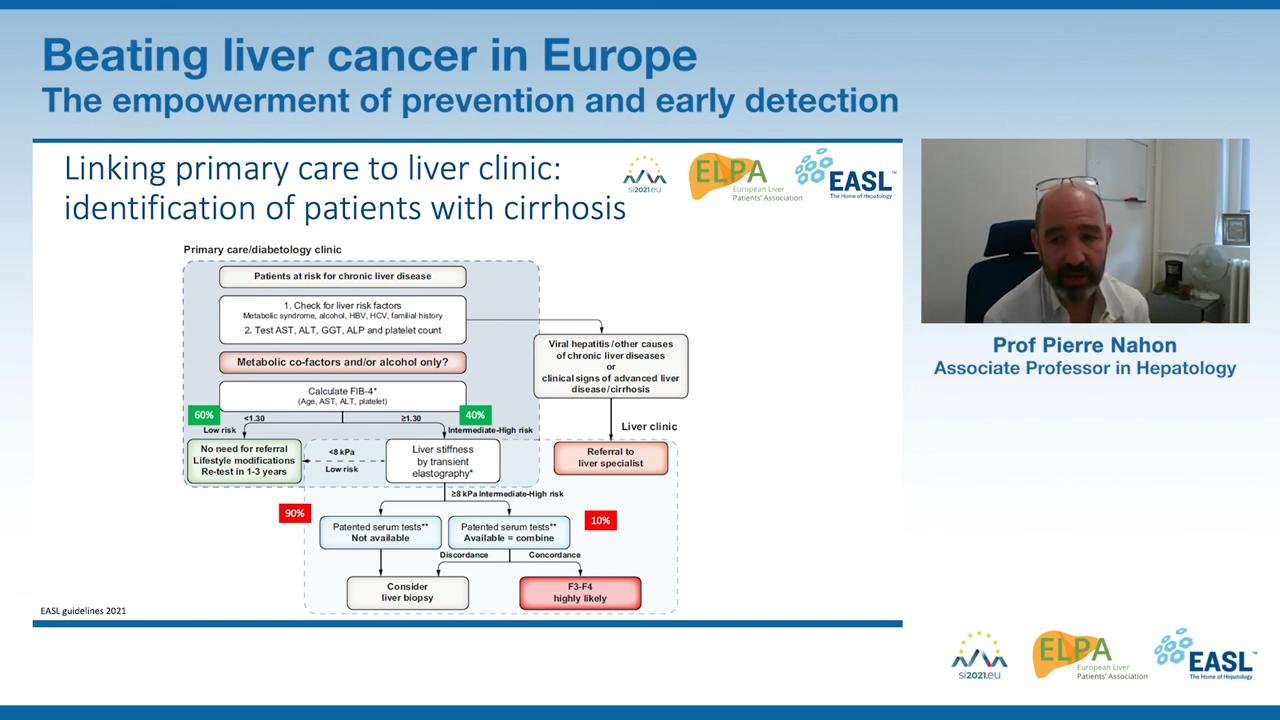 Beating liver cancer in Europe
The empowerment of prevention and early detection
Linking primary care to liver clinic:
identification of patients with cirrhosis
si2021.eu
ELPA
European Liver
Patients' Association
EASL™
The Home of Hepatology
Primary care/diabetology clinic
Patients at risk for chronic liver disease
1. Check for liver risk factors
Metabolic syndrome, alcohol, HBV, HCV, familial history
2. Test AST, ALT, GGT, ALP and platelet count
Metabolic co-factors and/or alcohol only?
Calculate FIB-4*
(Age, AST, ALT, platelet)
60%
<1.30
≥1.30
40%
Low risk
Intermediate-High risk
No need for referral
Lifestyle modifications
Re-test in 1-3 years
<8 kPa
Low risk
Liver stiffness
by transient
elastography*
Viral hepatitis/other causes
of chronic liver diseases
or
clinical signs of advanced liver
disease/cirrhosis
Liver clinic
Referral to
liver specialist
≥8 kPa Intermediate-High risk
90%
10%
Patented serum tests**
Not available
Patented serum tests**
Available = combine
Discordance
Concordance
Consider
liver biopsy
F3-F4
highly likely
EASL guidelines 2021
Prof Pierre Nahon
Associate Professor in Hepatology
si2021.eu
ELPA
European Liver
Patients' Association
EASL™
The Home of Hepatology